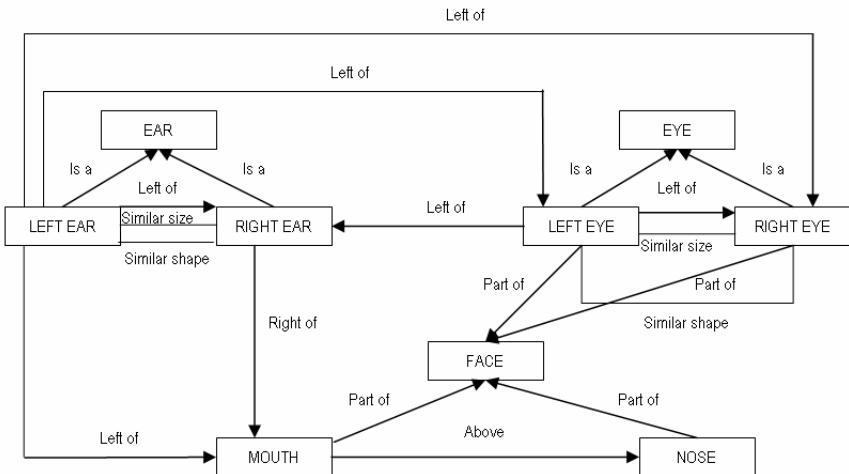 Left of
Left of
EAR
EYE
Is a
Is a
Is a
Is a
Left of
Left of
Similar size
LEFT EAR
RIGHT EAR
Left of
LEFT EYE
RIGHT EYE
Similar size
Similar shape
Part of
Part of
Right of
Similar shape
FACE
Part of
Part of
Left of
Above
MOUTH
NOSE